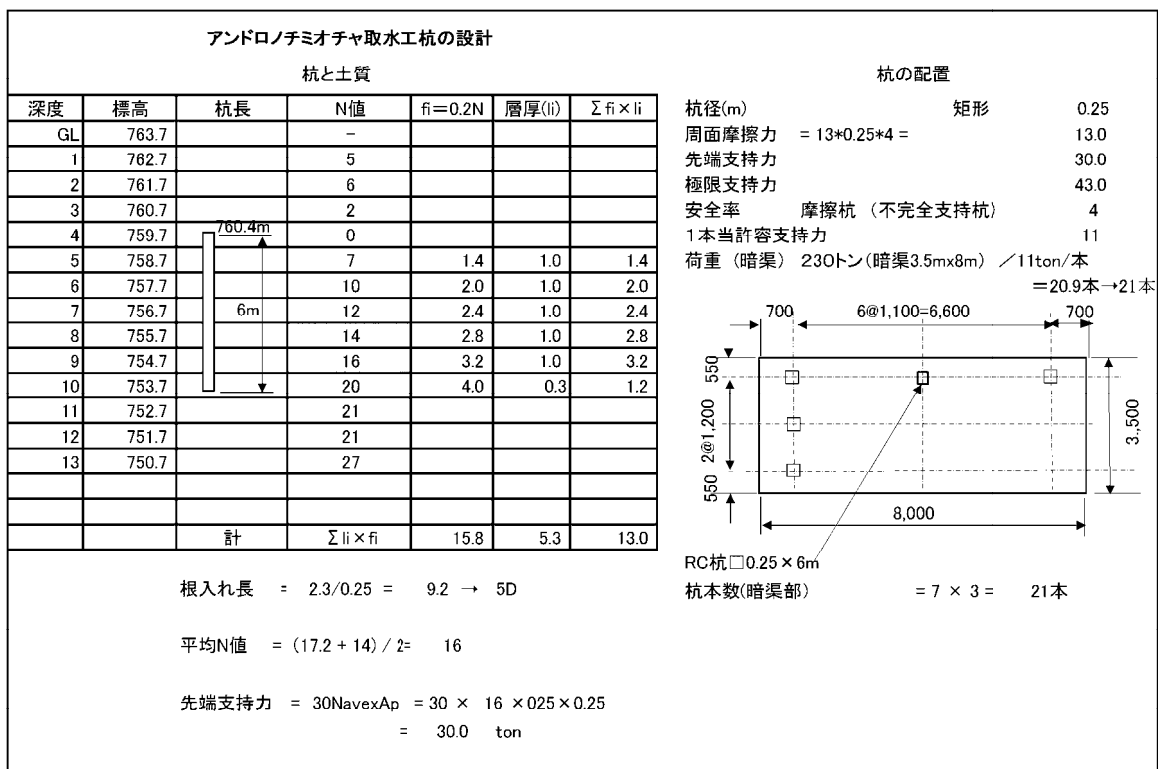 アンドロノチミオチャ取水工杭の設計
杭と土質
深度 標高 杭長 N値 fi＝0.2N 層厚(li) Σfi×li
GL 763.7 －
1 762.7 5
2 761.7 6
3 760.7 2
4 759.7 760.4m 0
5 758.7 7 1.4 1.0 1.4
6 757.7 10 2.0 1.0 2.0
7 756.7 6m 12 2.4 1.0 2.4
8 755.7 14 2.8 1.0 2.8
9 754.7 16 3.2 1.0 3.2
10 753.7 20 4.0 0.3 1.2
11 752.7 21
12 751.7 21
13 750.7 27
計 Σli×fi 15.8 5.3 13.0
根入れ長 = 2.3/0.25 = 9.2 → 5D
平均N値 = (17.2 + 14) / 2= 16
先端支持力 = 30NavexAp = 30 × 16 ×025×0.25
= 30.0 ton
杭の配置
杭径(m) 矩形 0.25
周面摩擦力 = 13*0.25*4 = 13.0
先端支持力 30.0
極限支持力 43.0
安全率 摩擦杭 （不完全支持杭） 4
1本当許容支持力 11
荷重（暗渠） 230トン(暗渠3.5mx8m) ／11ton/本
＝20.9本→21本
700 6@1,100=6,600 700
550
2@1,200
550
3,500
8,000
RC杭□0.25×6m
杭本数(暗渠部) = 7 × 3 = 21本